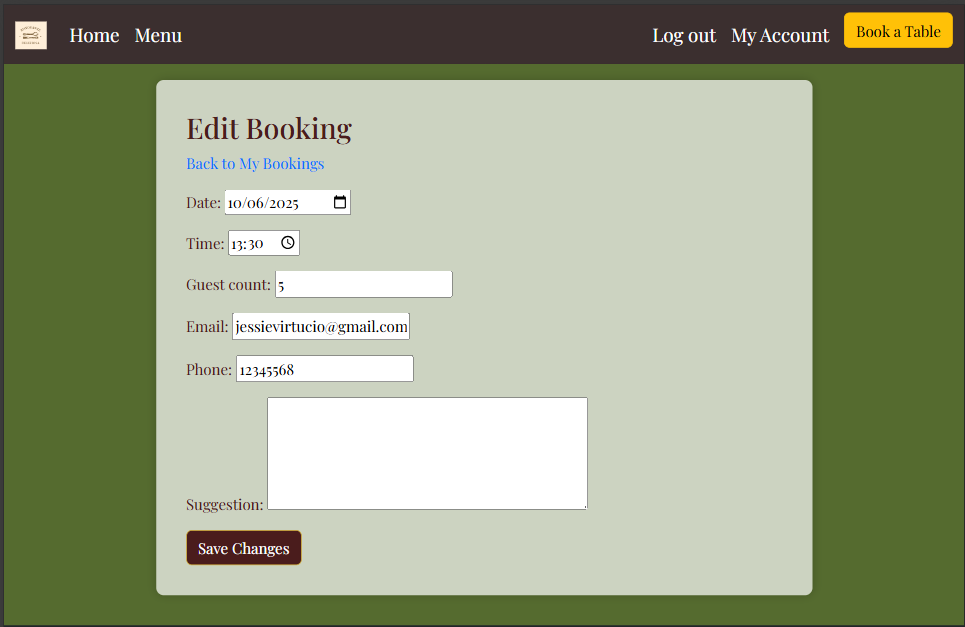 Home Menu Log out My Account Book a Table
Edit Booking
Back to My Bookings
Date: 10/06/2025
Time: 13:30
Guest count: 5
Email: jessievirtucio@gmail.com
Phone: 12345568
Suggestion:
Save Changes